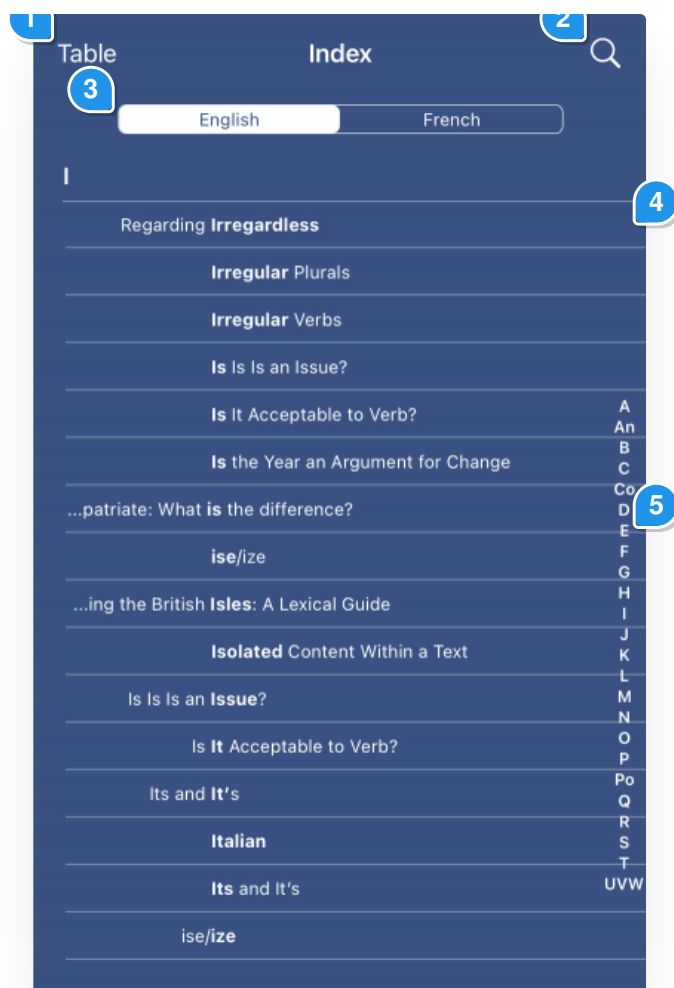 1
2
Table
Index
3
English
French
I
4
Regarding Irregardless
Irregular Plurals
Irregular Verbs
Is Is Is an Issue?
Is It Acceptable to Verb?
Is the Year an Argument for Change
…patriate: What is the difference?
ise/ize
…ing the British Isles: A Lexical Guide
Isolated Content Within a Text
Is Is Is an Issue?
Is It Acceptable to Verb?
Its and It’s
Italian
Its and It’s
ise/ize
A
An
B
C
Co
D
5
E
F
G
H
I
J
K
L
M
N
O
P
Po
Q
R
S
T
UVW